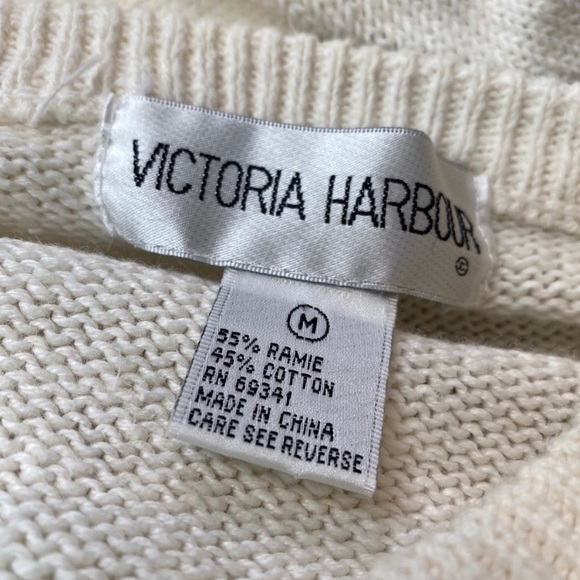 VICTORIA HARBOUR
©
M
55% RAMIE
45% COTTON
RN 69341
MADE IN CHINA
CARE SEE REVERSE